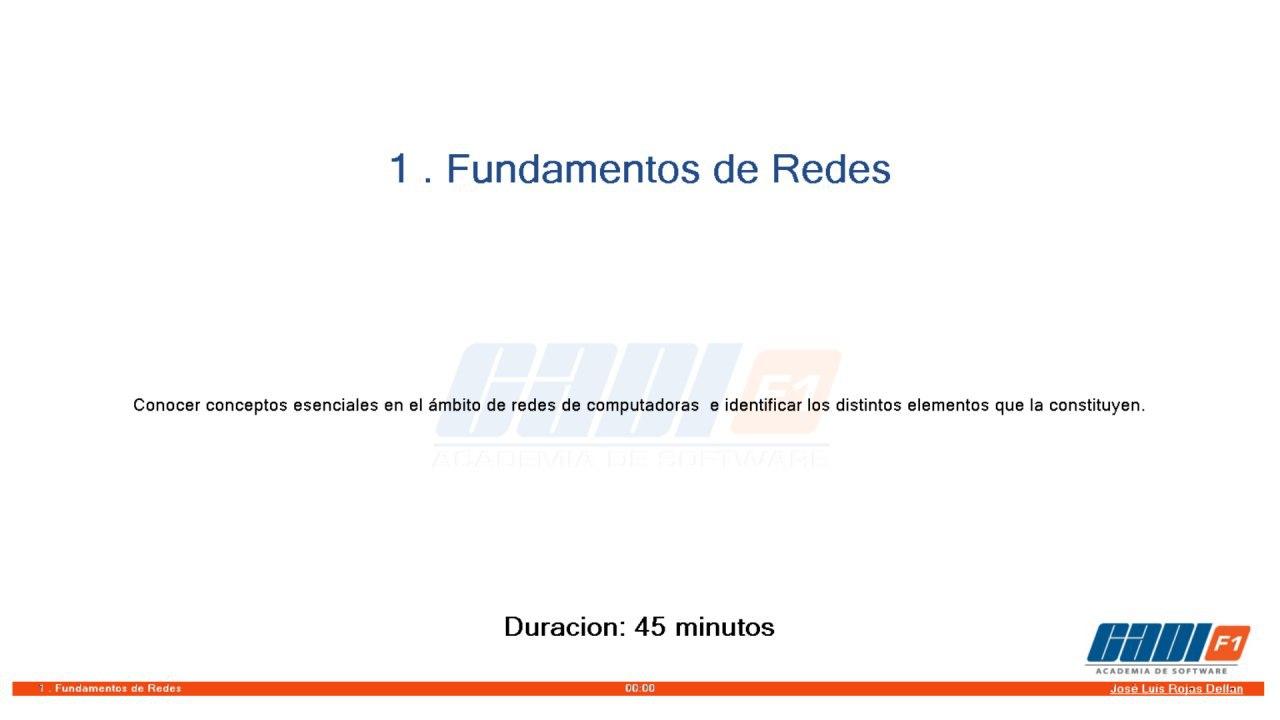 1 . Fundamentos de Redes
CADI F1
Conocer conceptos esenciales en el ámbito de redes de computadoras  e identificar los distintos elementos que la constituyen.
ACADEMIA DE SOFTWARE
Duracion: 45 minutos
CADI F1
ACADEMIA DE SOFTWARE
1 . Fundamentos de Redes
00:00
José Luis Rojas Dellan